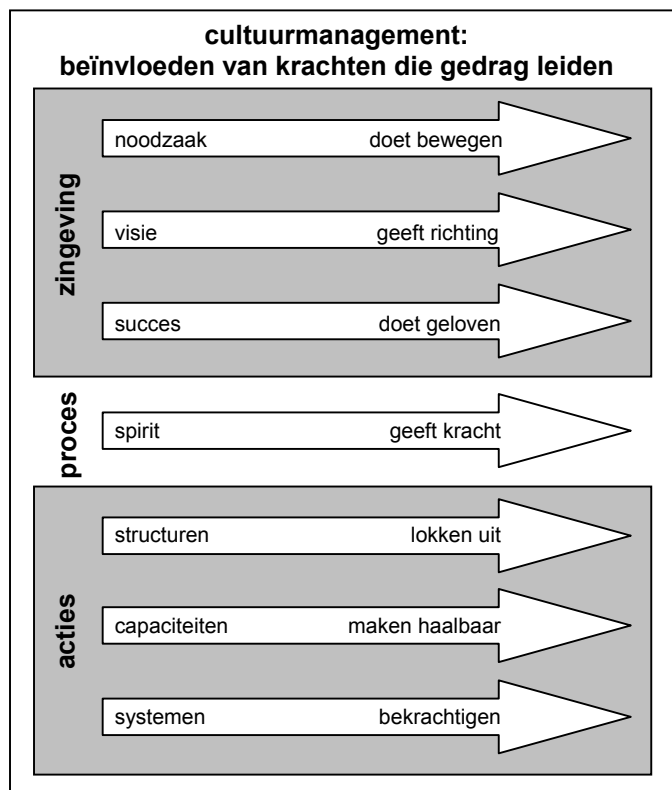 cultuurmanagement:
beïnvloeden van krachten die gedrag leiden
zingeving
noodzaak doet bewegen
visie geeft richting
succes doet geloven
proces
spirit geeft kracht
acties
structuren lokken uit
capaciteiten maken haalbaar
systemen bekrachtigen